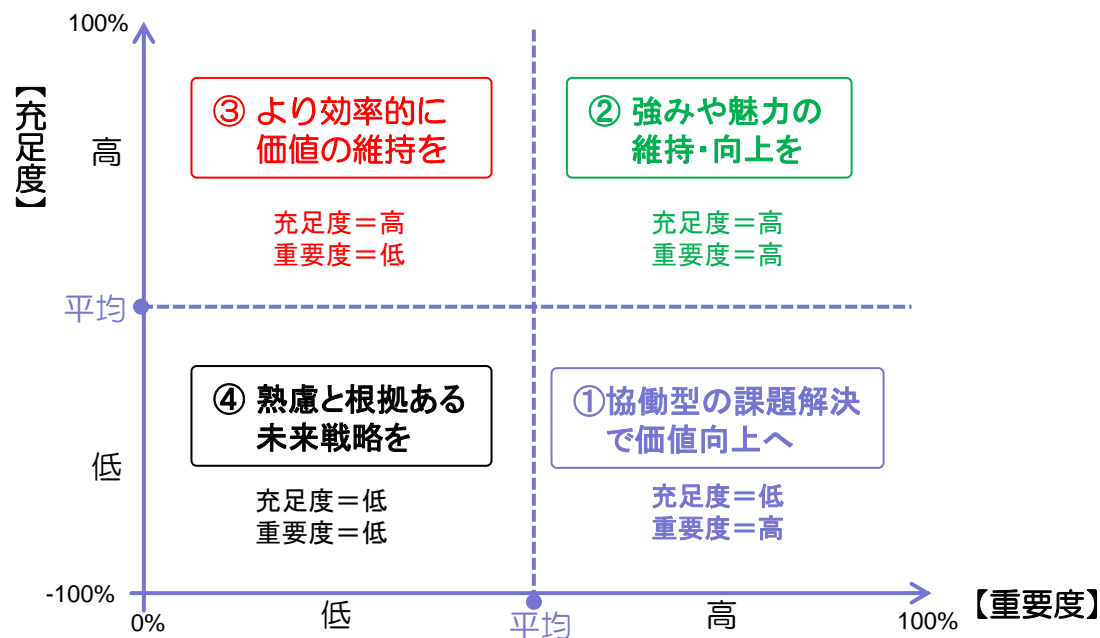 100%
【充足度】
高
③ より効率的に
価値の維持を
充足度＝高
重要度＝低
② 強みや魅力の
維持・向上を
充足度＝高
重要度＝高
平均
④ 熟慮と根拠ある
未来戦略を
充足度＝低
重要度＝低
①協働型の課題解決
で価値向上へ
充足度＝低
重要度＝高
低
-100%
0%
低
平均
高
100%
【重要度】